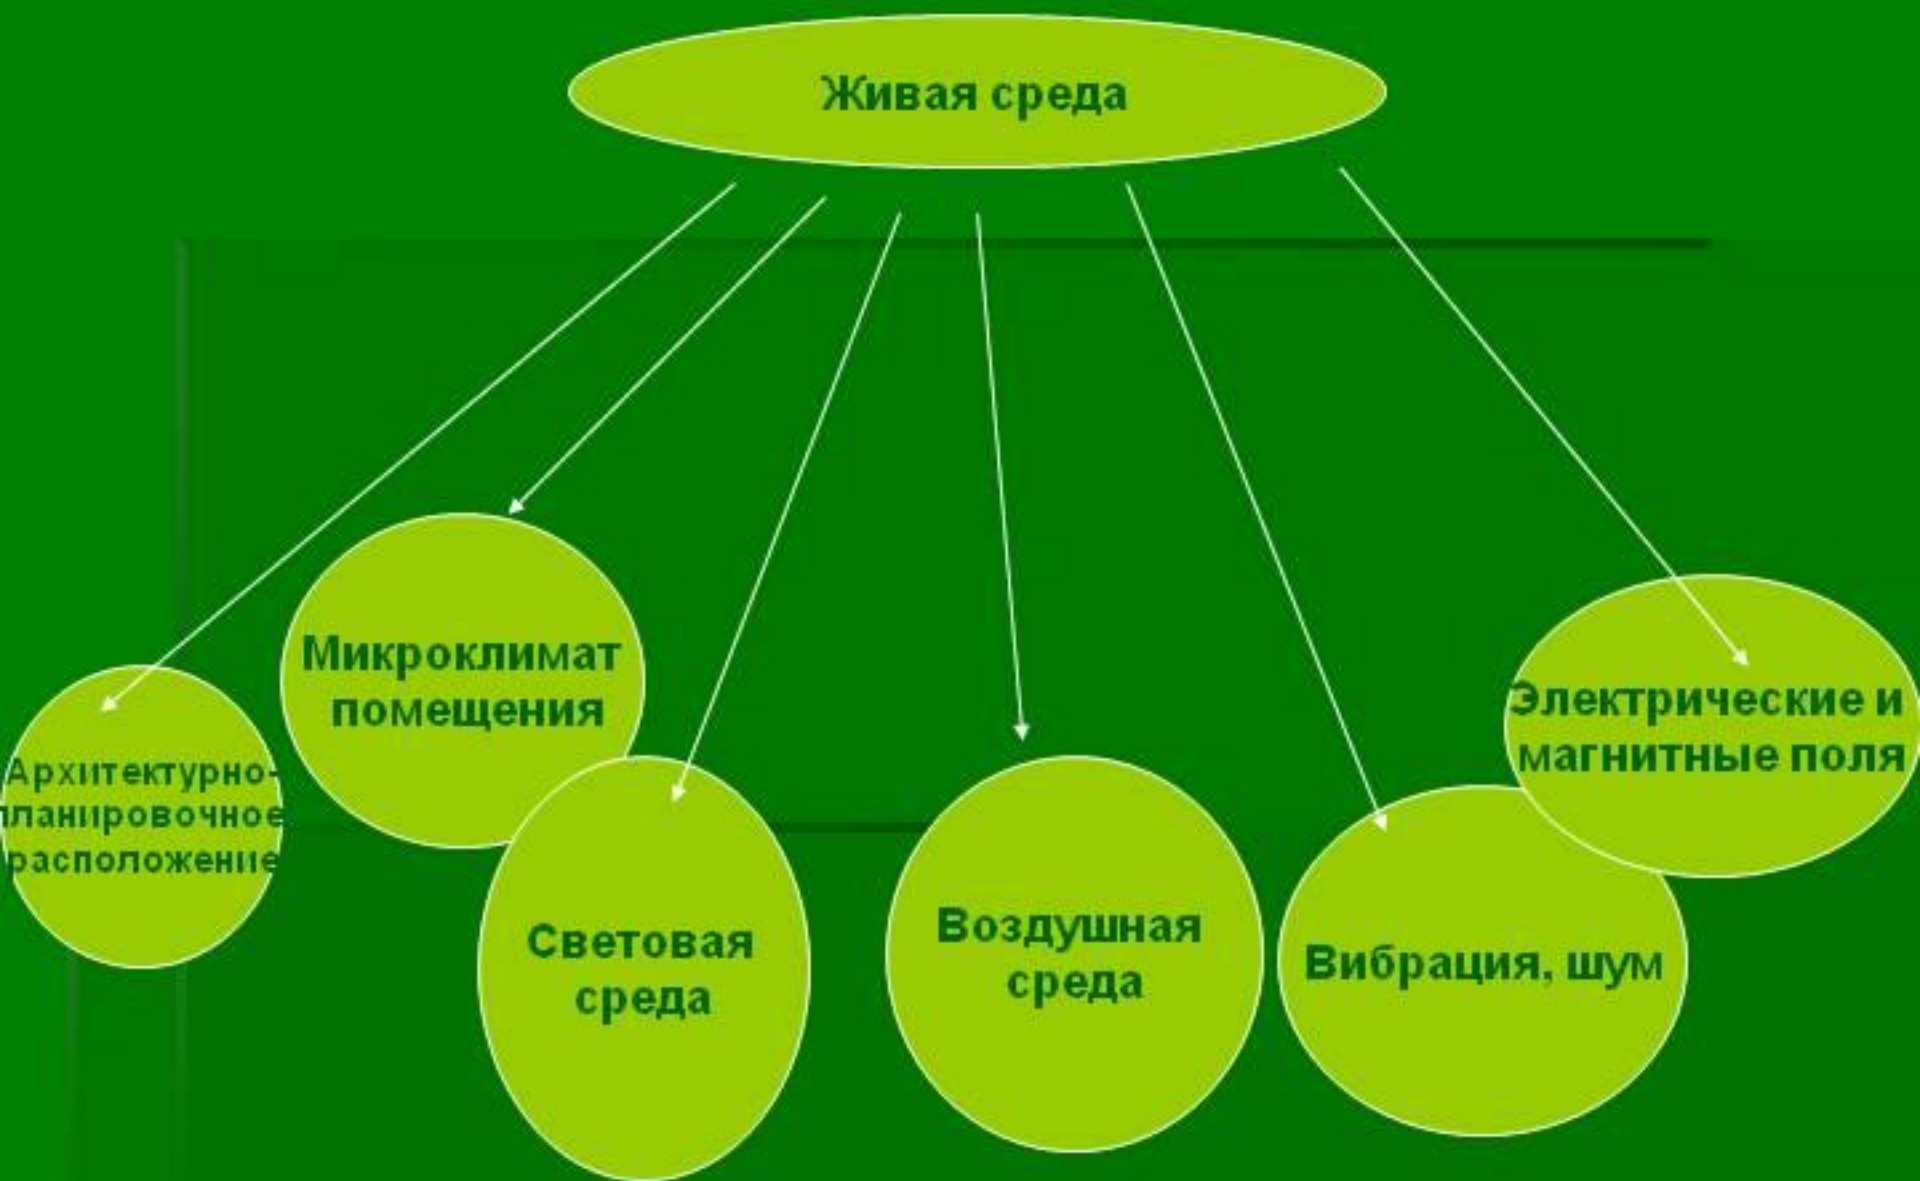 Живая среда
Микроклимат
помещения
Электрические и
магнитные поля
Архитектурно-
планировочное
расположение
Световая
среда
Воздушная
среда
Вибрация, шум